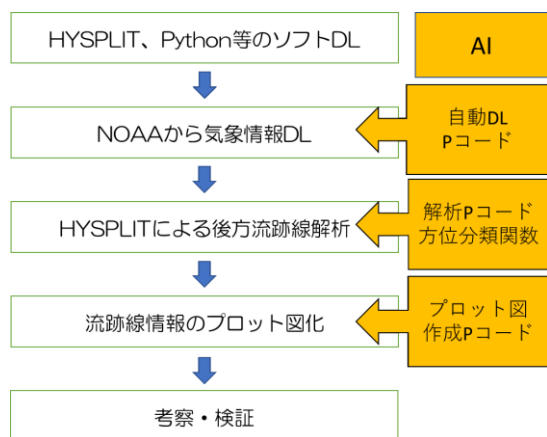 HYSPLIT、Python等のソフトDL
AI
NOAAから気象情報DL
自動DL
Pコード
HYSPLITによる後方流跡線解析
解析Pコード
方位分類関数
流跡線情報のプロット図化
プロット図
作成Pコード
考察・検証